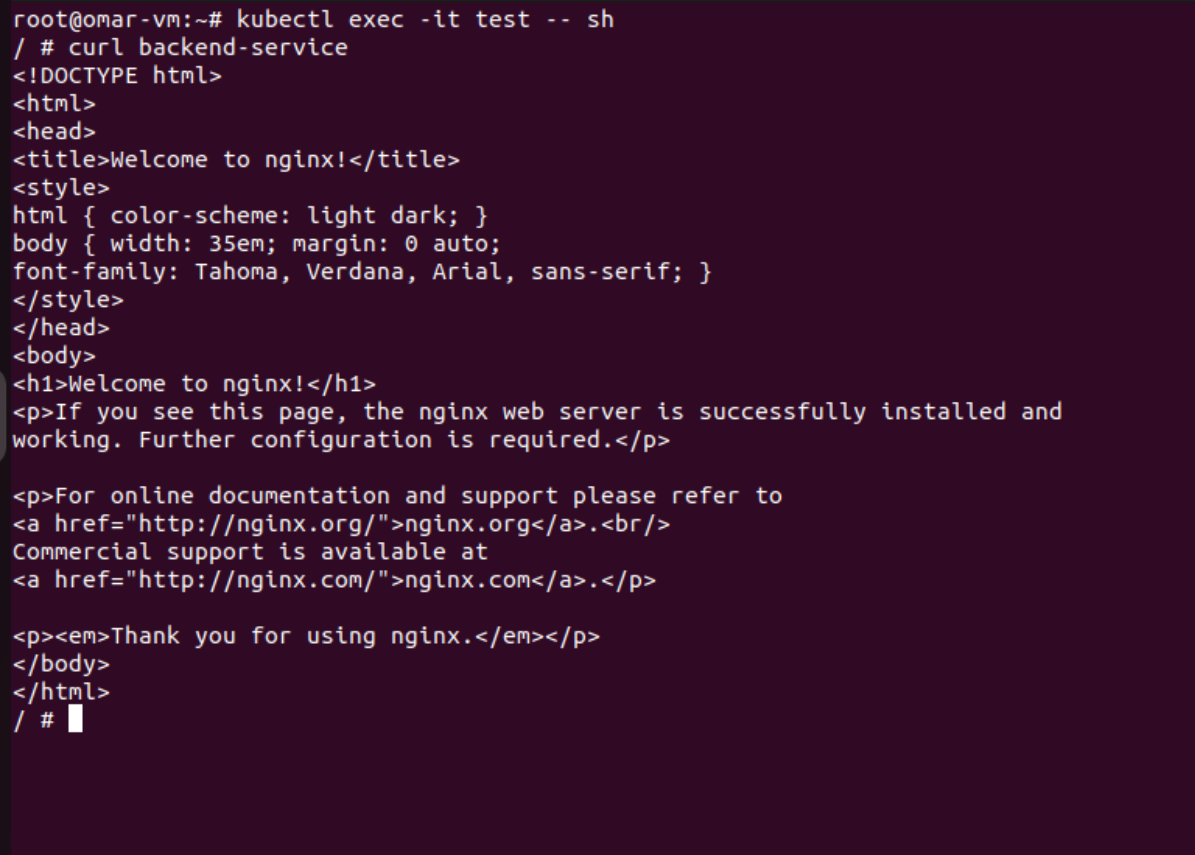 root@omar-vm:~# kubectl exec -it test -- sh
/ # curl backend-service
<!DOCTYPE html>
<html>
<head>
<title>Welcome to nginx!</title>
<style>
html { color-scheme: light dark; }
body { width: 35em; margin: 0 auto;
font-family: Tahoma, Verdana, Arial, sans-serif; }
</style>
</head>
<body>
<h1>Welcome to nginx!</h1>
<p>If you see this page, the nginx web server is successfully installed and
working. Further configuration is required.</p>

<p>For online documentation and support please refer to
<a href="http://nginx.org/">nginx.org</a>.<br/>
Commercial support is available at
<a href="http://nginx.com/">nginx.com</a>.</p>

<p><em>Thank you for using nginx.</em></p>
</body>
</html>
/ #